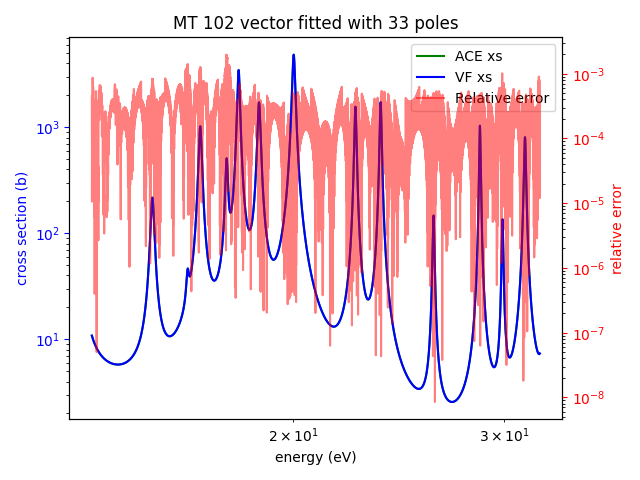 MT 102 vector fitted with 33 poles
ACE xs
VF xs
Relative error
cross section (b)
10³
10²
10¹
relative error
10⁻³
10⁻⁴
10⁻⁵
10⁻⁶
10⁻⁷
10⁻⁸
2 × 10¹
3 × 10¹
energy (eV)